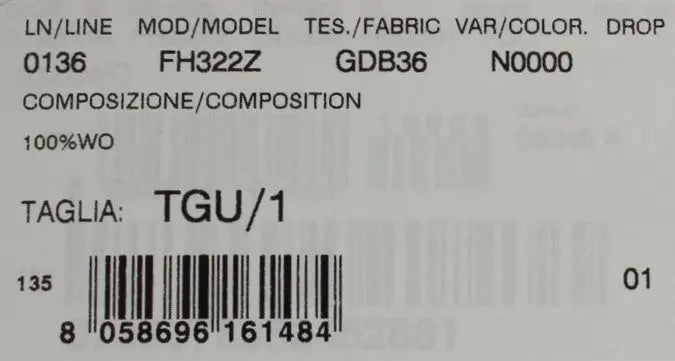 LN/LINE MOD/MODEL TES./FABRIC VAR/COLOR. DROP
0136 FH322Z GDB36 N0000
COMPOSIZIONE/COMPOSITION
100%WO
TAGLIA: TGU/1
135 01
8 058696 161484